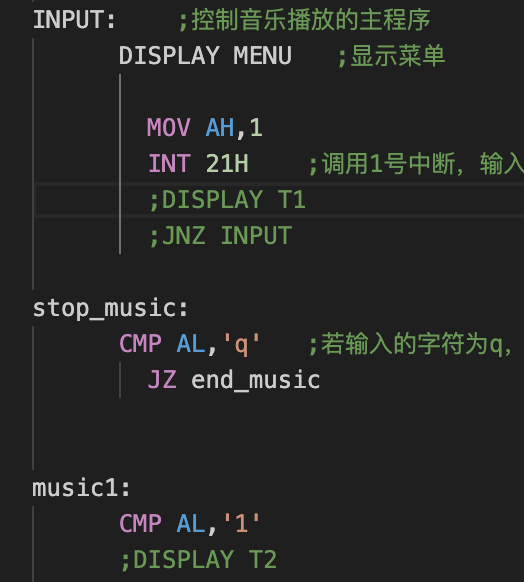 INPUT: ;控制音乐播放的主程序
DISPLAY MENU ;显示菜单
MOV AH,1
INT 21H ;调用1号中断，输入
;DISPLAY T1
;JNZ INPUT
stop_music:
CMP AL,'q' ;若输入的字符为q，
JZ end_music
music1:
CMP AL,'1'
;DISPLAY T2